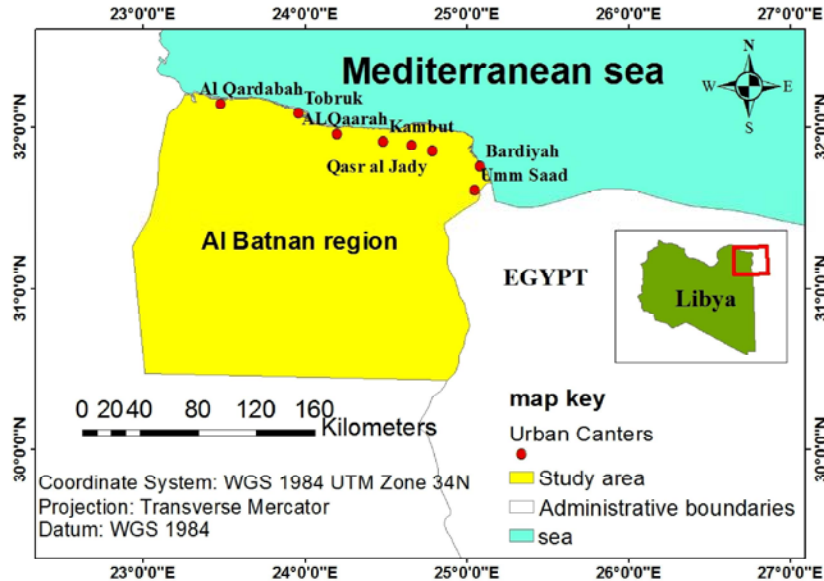 23°0'0"E 24°0'0"E 25°0'0"E 26°0'0"E 27°0'0"E
Mediterranean sea
N
W E
S
Al Qardabah
Tobruk
ALQaarah
Kambut
Qasr al Jady
Bardiyah
Umm Saad
32°0'0"N
32°0'0"N
Al Batnan region
EGYPT
Libya
31°0'0"N
31°0'0"N
0 20 40 80 120 160
Kilometers
map key
Urban Canters
Study area
Administrative boundaries
sea
30°0'0"N
30°0'0"N
Coordinate System: WGS 1984 UTM Zone 34N
Projection: Transverse Mercator
Datum: WGS 1984
23°0'0"E 24°0'0"E 25°0'0"E 26°0'0"E 27°0'0"E